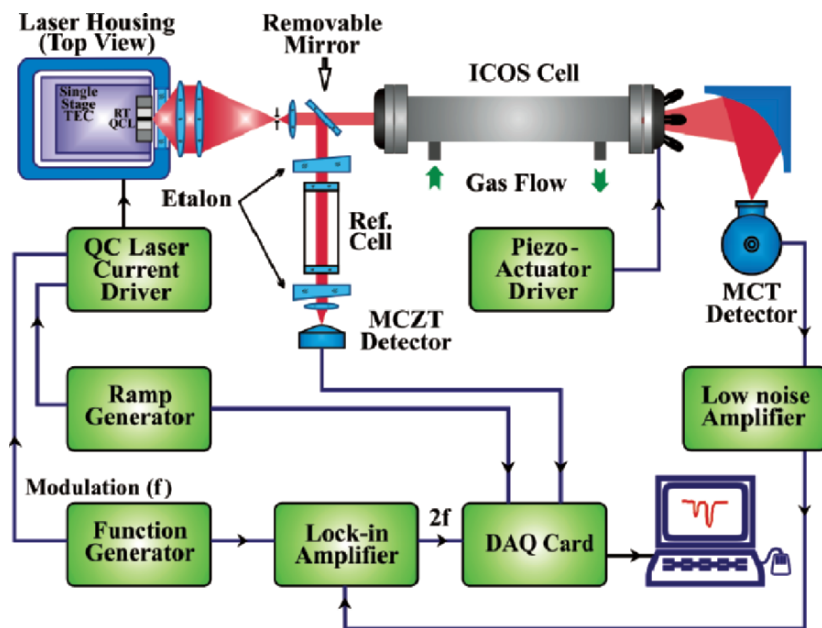 Laser Housing
(Top View)
Removable
Mirror
ICOS Cell
Single
Stage
TEC
RT
QCL
Gas Flow
Etalon
Ref.
Cell
QC Laser
Current
Driver
Piezo-
Actuator
Driver
MCT
Detector
MCZT
Detector
Ramp
Generator
Low noise
Amplifier
Modulation (f)
Function
Generator
Lock-in
Amplifier
2f
DAQ Card